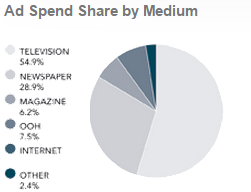 Ad Spend Share by Medium
TELEVISION
54.9%
NEWSPAPER
28.9%
MAGAZINE
6.2%
OOH
7.5%
INTERNET
OTHER
2.4%